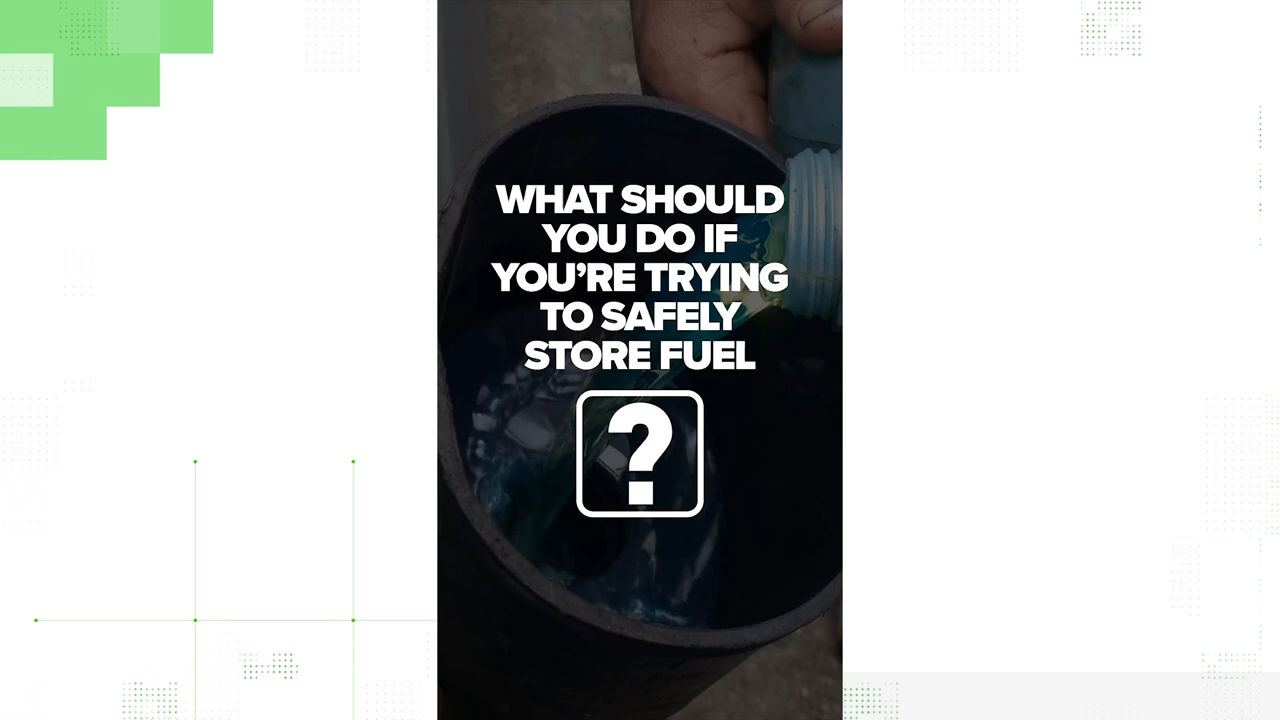 WHAT SHOULD
YOU DO IF
YOU’RE TRYING
TO SAFELY
STORE FUEL
?